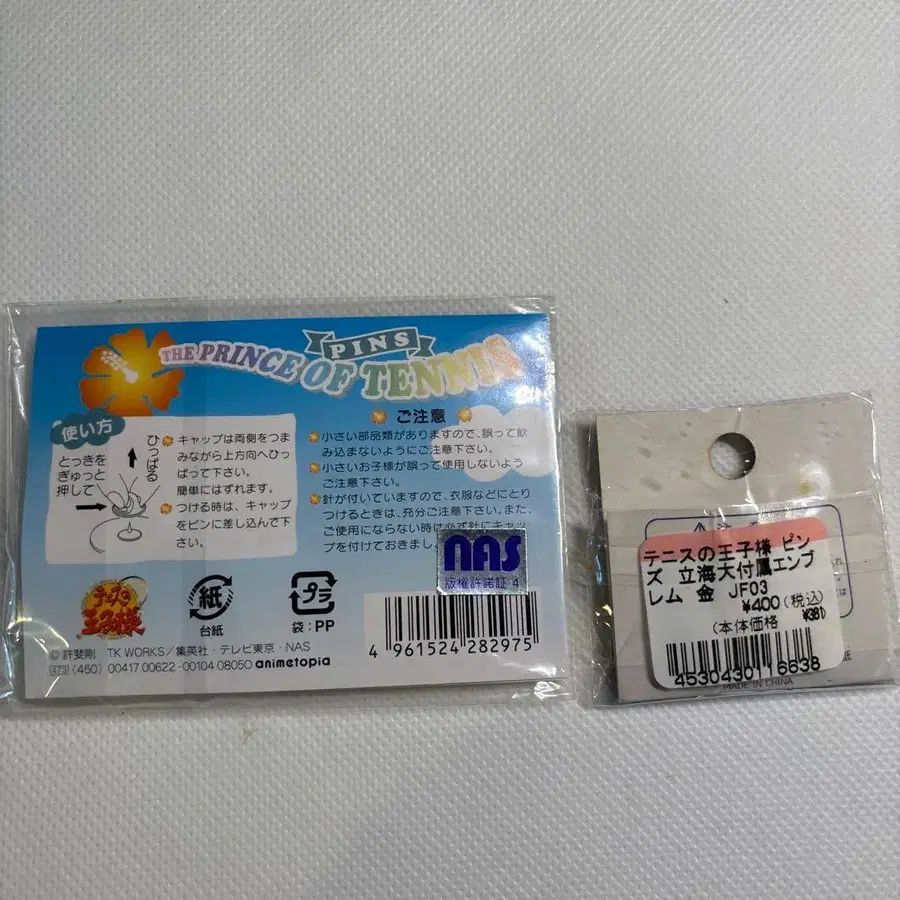 PINS
THE PRINCE OF TENNIS
使い方
とっきを
ぎゅっと
押して
ひっぱる
キャップは両側をつま
みながら上方向へひっ
ぱって下さい。
簡単にはずれます。
つける時は、キャップ
をピンに差し込んで下
さい。
ご注意
小さい部品類がありますので、誤って飲
み込まないようにご注意下さい。
小さいお子様が誤って使用しないよう
ご注意下さい。
針が付いていますので、衣服などにとり
つけるときは、充分ご注意下さい。また、
ご使用にならない時は必ず針にキャッ
プを付けておきまし
nas
版権許諾証 4
テニスの
王子様
紙
台紙
プラ
袋:PP
4 961524 282975
©許斐剛 TK WORKS/集英社・テレビ東京・NAS
(450) 00417 00622-00104 08050 animetopia
テニスの王子様 ピン
ズ 立海大付属エンブ
レム 金 JF03
¥400(税込)
(本体価格 ¥381)
4530430116638
MADE IN CHINA
紙